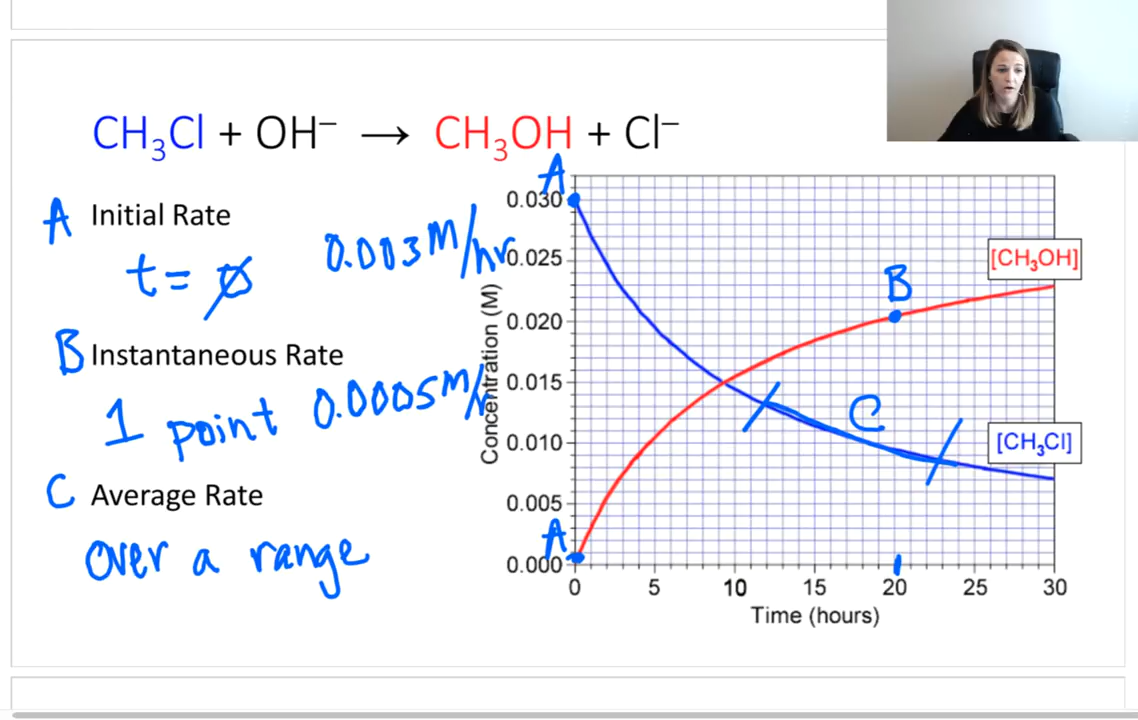 CH₃Cl + OH⁻ → CH₃OH + Cl⁻
A Initial Rate
t = 0 0.003 M/hr
B Instantaneous Rate
1 point 0.0005 M/
C Average Rate
over a range
A
B
C
A
[CH₃OH]
[CH₃Cl]
Concentration (M)
0.030
0.025
0.020
0.015
0.010
0.005
0.000
0 5 10 15 20 25 30
Time (hours)